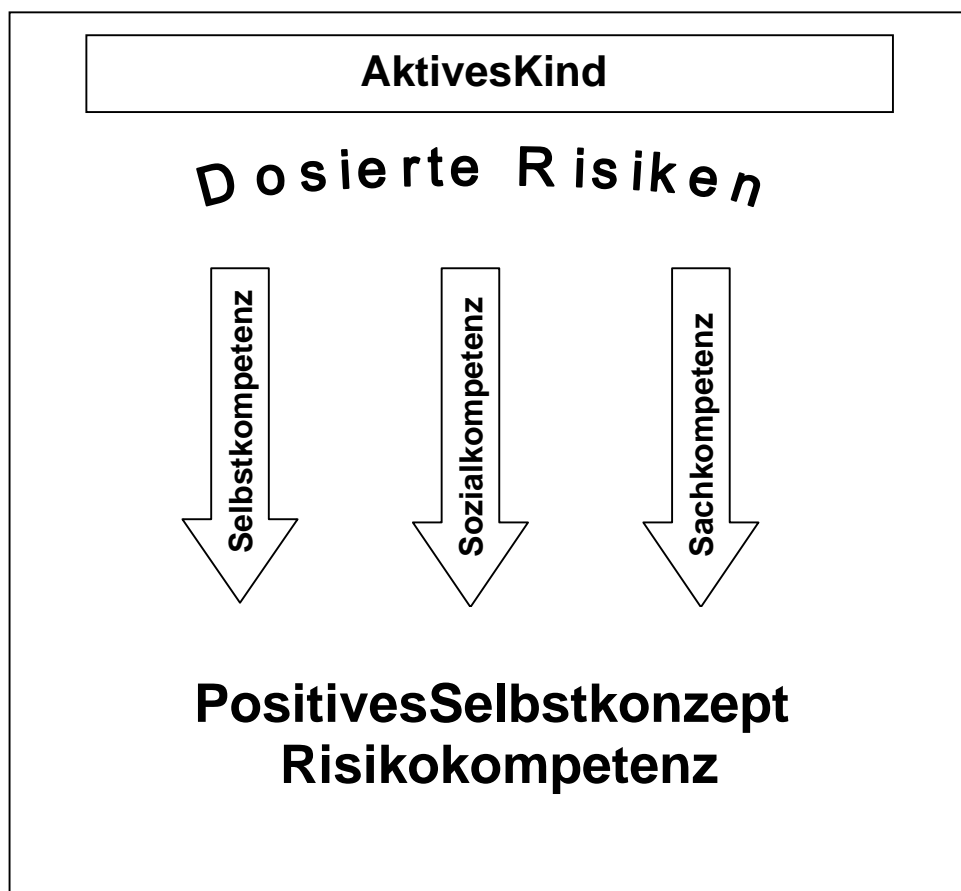 AktivesKind
Dosierte Risiken
Selbstkompetenz
Sozialkompetenz
Sachkompetenz
PositivesSelbstkonzept
Risikokompetenz